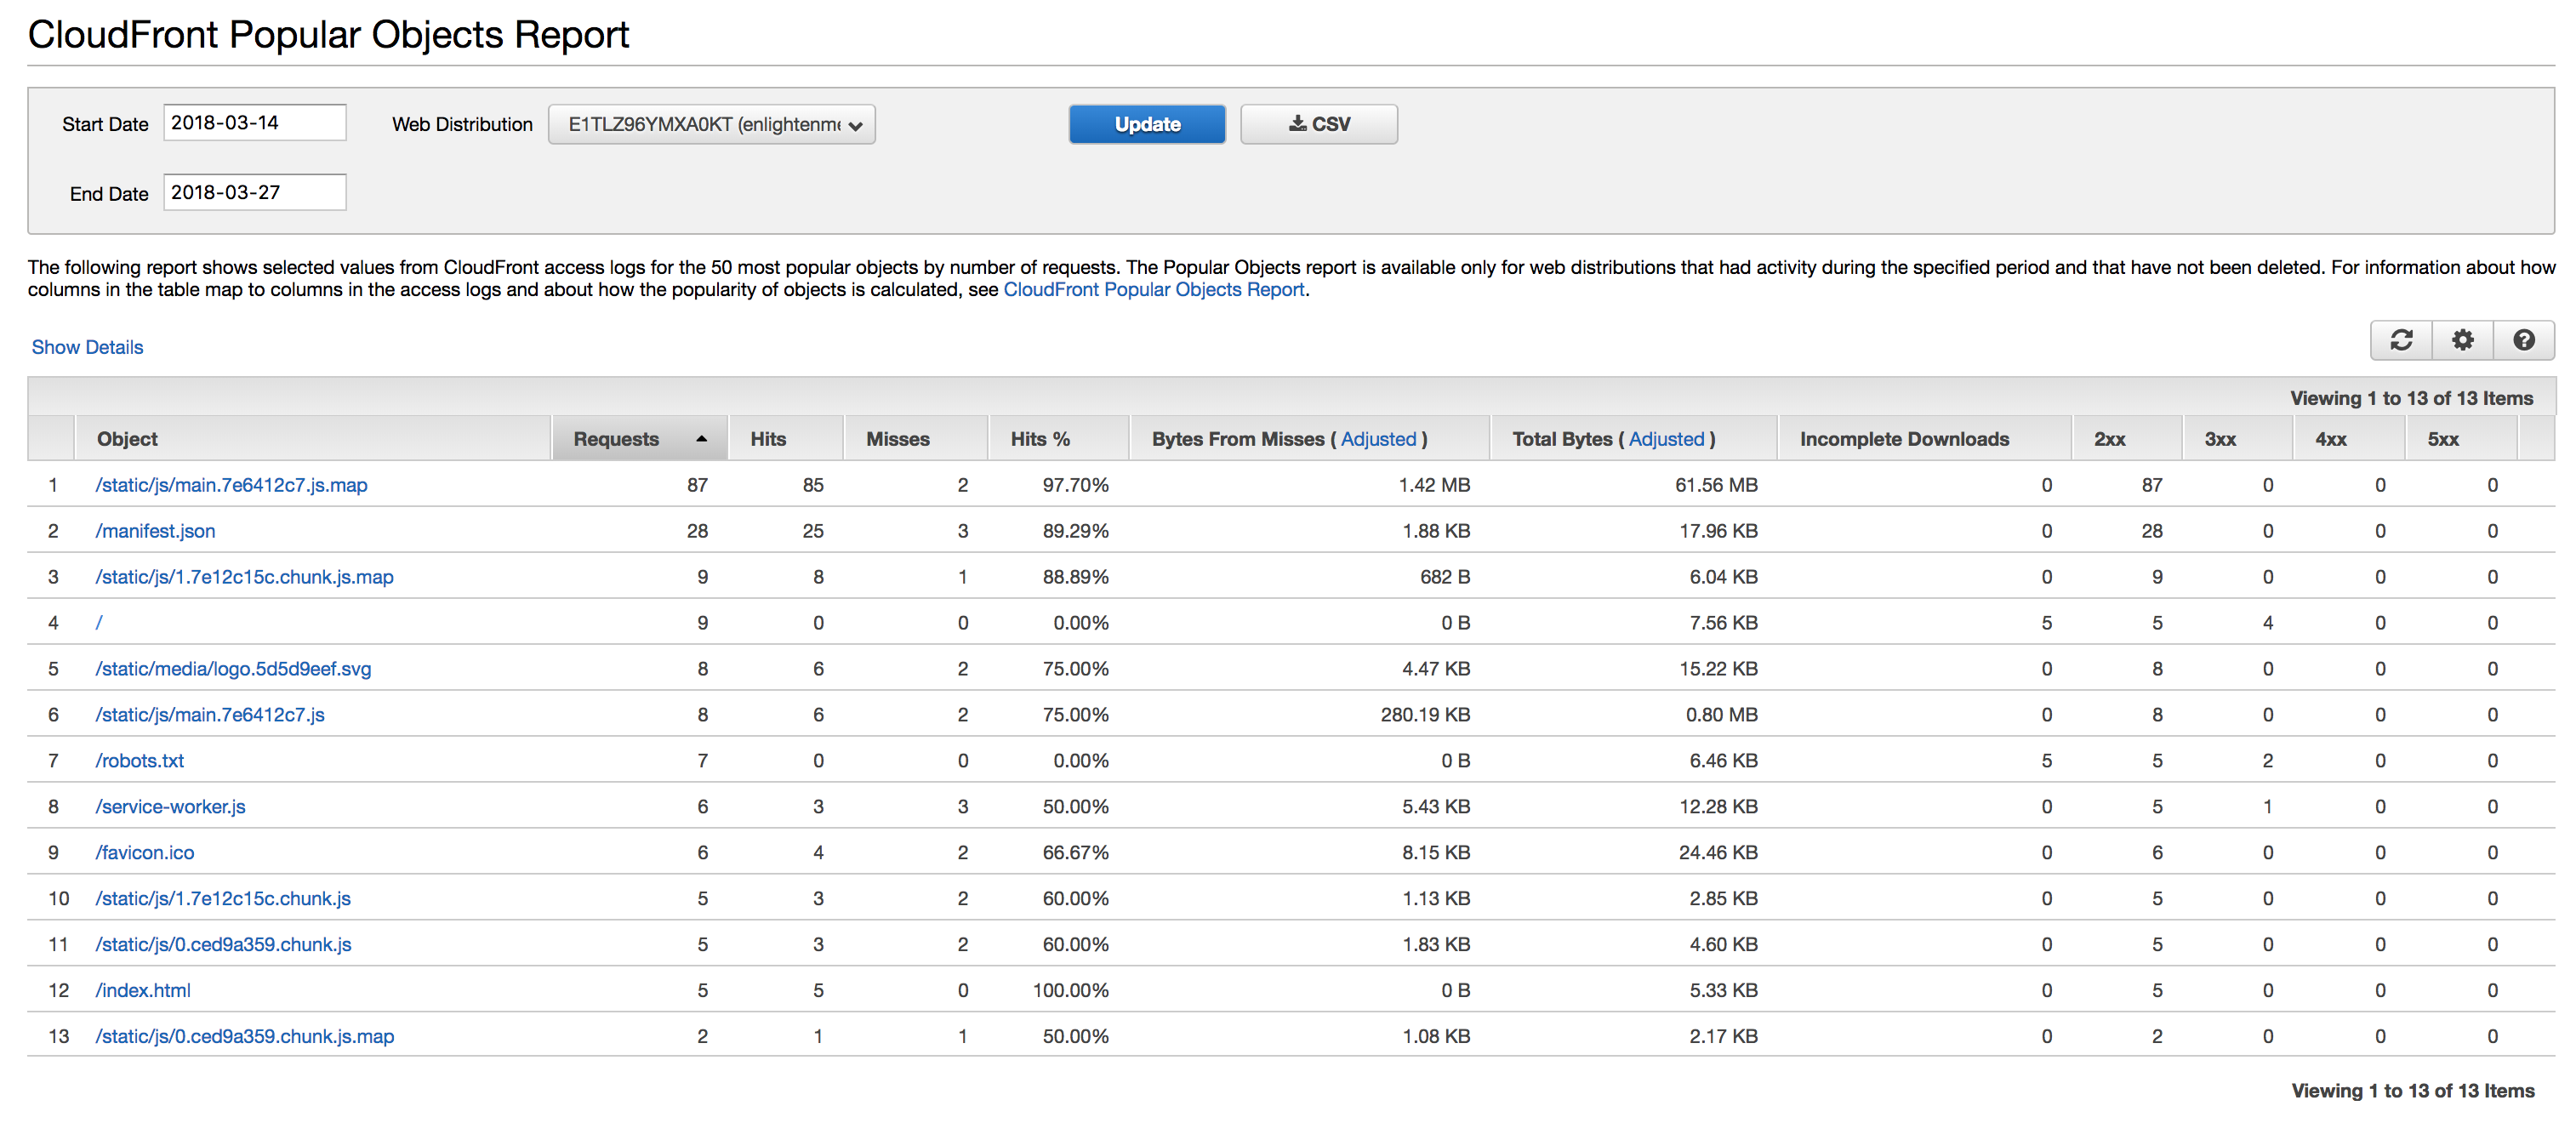 CloudFront Popular Objects Report
Start Date 2018-03-14 Web Distribution E1TLZ96YMXA0KT (enlightenme Update CSV
End Date 2018-03-27
The following report shows selected values from CloudFront access logs for the 50 most popular objects by number of requests. The Popular Objects report is available only for web distributions that had activity during the specified period and that have not been deleted. For information about how
columns in the table map to columns in the access logs and about how the popularity of objects is calculated, see CloudFront Popular Objects Report.
Show Details
Viewing 1 to 13 of 13 Items
Object Requests Hits Misses Hits % Bytes From Misses ( Adjusted ) Total Bytes ( Adjusted ) Incomplete Downloads 2xx 3xx 4xx 5xx
1 /static/js/main.7e6412c7.js.map 87 85 2 97.70% 1.42 MB 61.56 MB 0 87 0 0 0
2 /manifest.json 28 25 3 89.29% 1.88 KB 17.96 KB 0 28 0 0 0
3 /static/js/1.7e12c15c.chunk.js.map 9 8 1 88.89% 682 B 6.04 KB 0 9 0 0 0
4 / 9 0 0 0.00% 0 B 7.56 KB 5 5 4 0 0
5 /static/media/logo.5d5d9eef.svg 8 6 2 75.00% 4.47 KB 15.22 KB 0 8 0 0 0
6 /static/js/main.7e6412c7.js 8 6 2 75.00% 280.19 KB 0.80 MB 0 8 0 0 0
7 /robots.txt 7 0 0 0.00% 0 B 6.46 KB 5 5 2 0 0
8 /service-worker.js 6 3 3 50.00% 5.43 KB 12.28 KB 0 5 1 0 0
9 /favicon.ico 6 4 2 66.67% 8.15 KB 24.46 KB 0 6 0 0 0
10 /static/js/1.7e12c15c.chunk.js 5 3 2 60.00% 1.13 KB 2.85 KB 0 5 0 0 0
11 /static/js/0.ced9a359.chunk.js 5 3 2 60.00% 1.83 KB 4.60 KB 0 5 0 0 0
12 /index.html 5 5 0 100.00% 0 B 5.33 KB 0 5 0 0 0
13 /static/js/0.ced9a359.chunk.js.map 2 1 1 50.00% 1.08 KB 2.17 KB 0 2 0 0 0
Viewing 1 to 13 of 13 Items